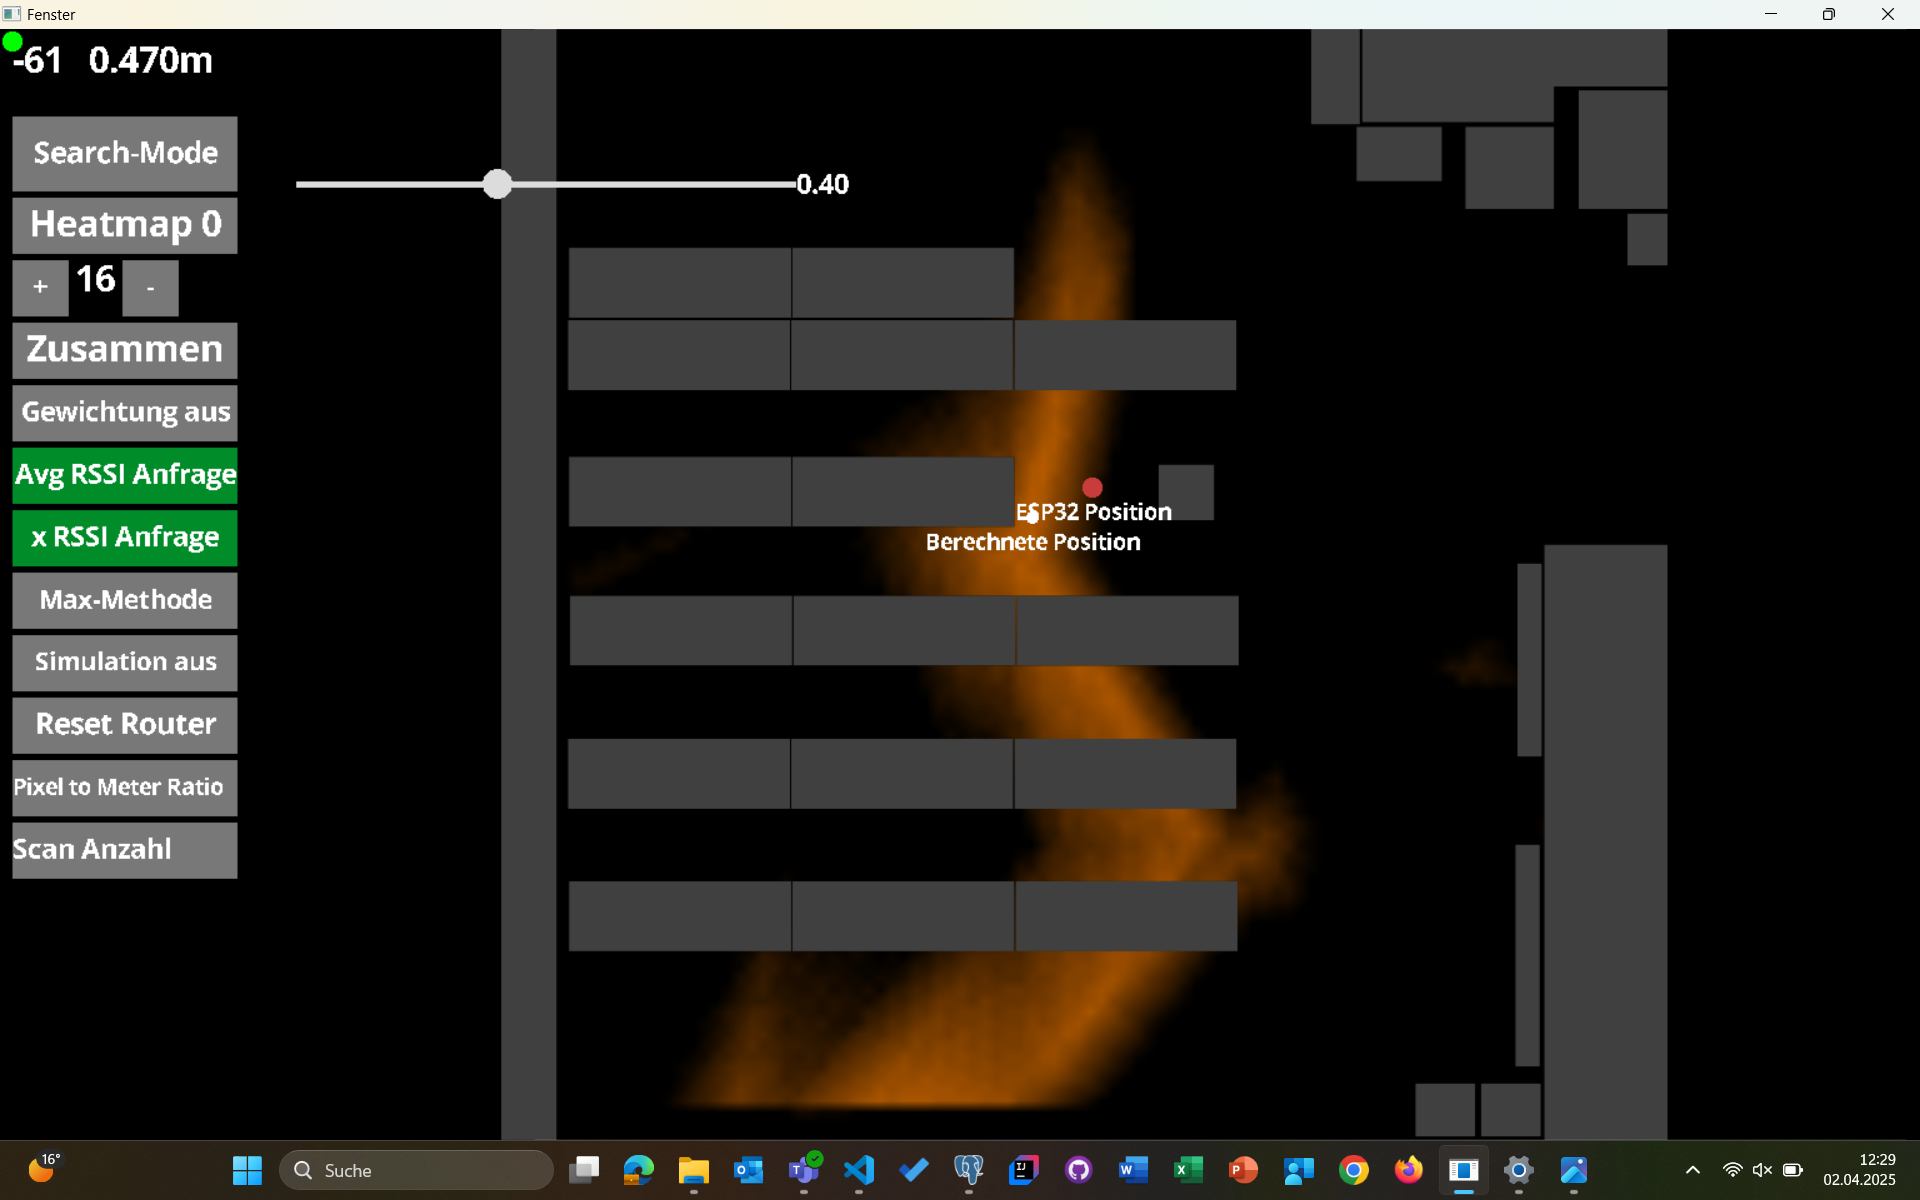 Fenster
-61 0.470m
Search-Mode
0.40
Heatmap 0
+ 16 -
Zusammen
Gewichtung aus
Avg RSSI Anfrage
x RSSI Anfrage
Max-Methode
Simulation aus
Reset Router
Pixel to Meter Ratio
Scan Anzahl
ESP32 Position
Berechnete Position
16°
Suche
12:29
02.04.2025